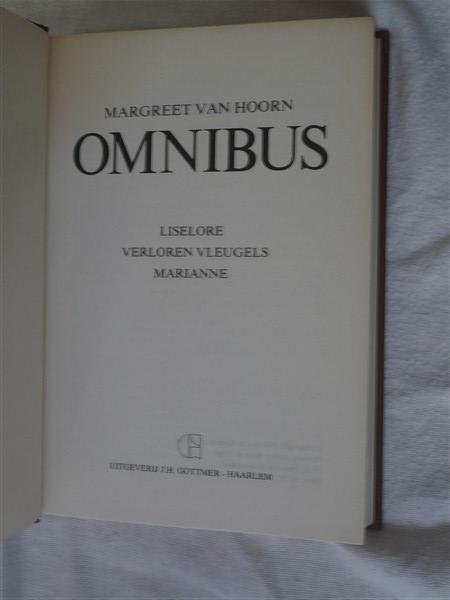 MARGREET VAN HOORN
OMNIBUS
LISELORE
VERLOREN VLEUGELS
MARIANNE
UITGEVERIJ J.H. GOTTMER - HAARLEM